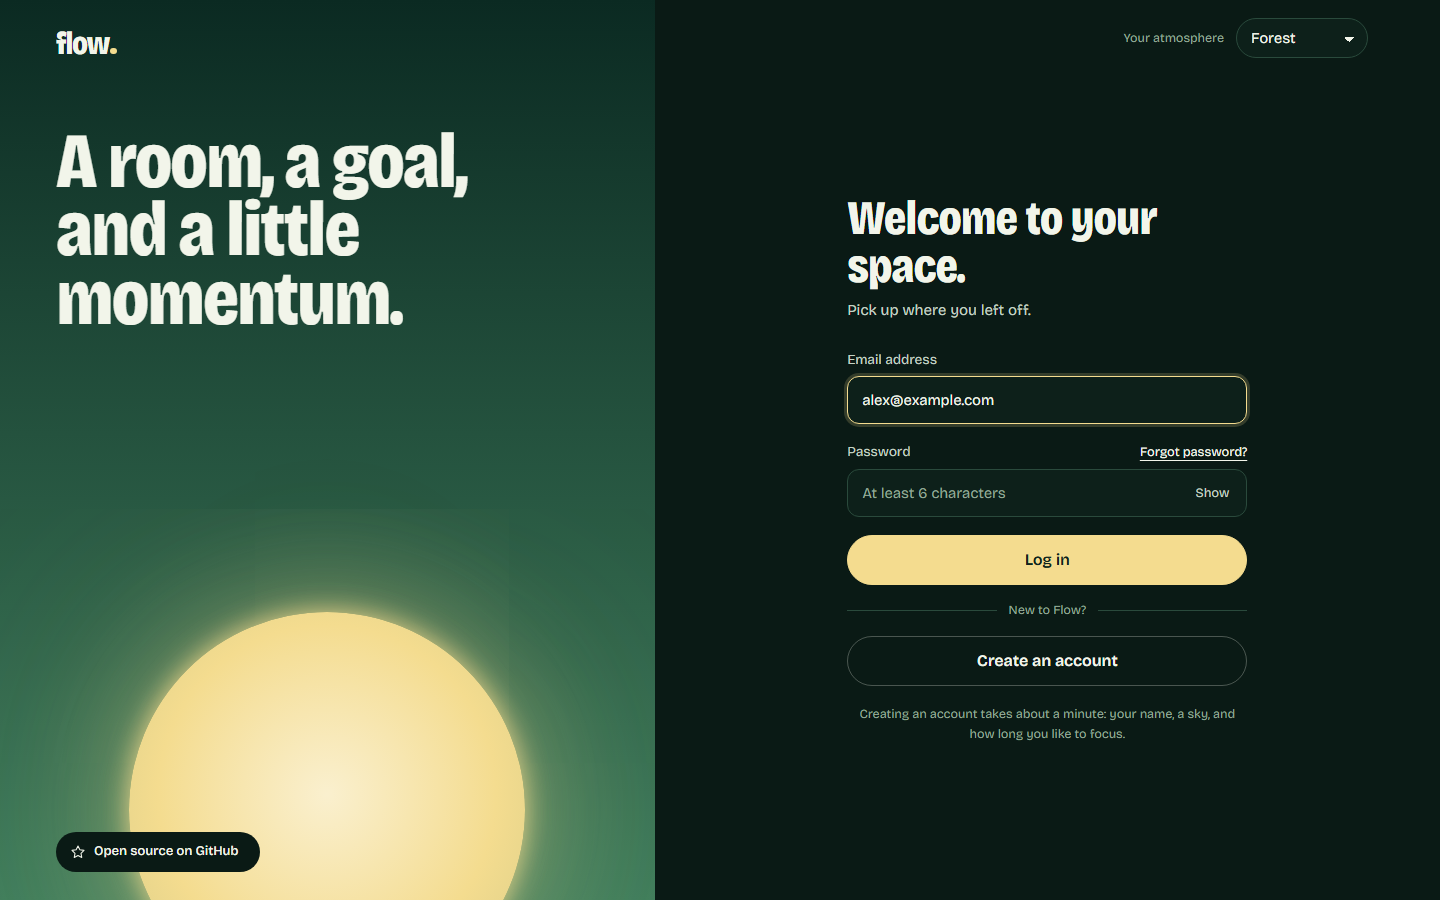 flow.
Your atmosphere
Forest
A room, a goal,
and a little
momentum.
Welcome to your
space.
Pick up where you left off.
Email address
alex@example.com
Password
Forgot password?
At least 6 characters
Show
Log in
New to Flow?
Create an account
Creating an account takes about a minute: your name, a sky, and
how long you like to focus.
Open source on GitHub